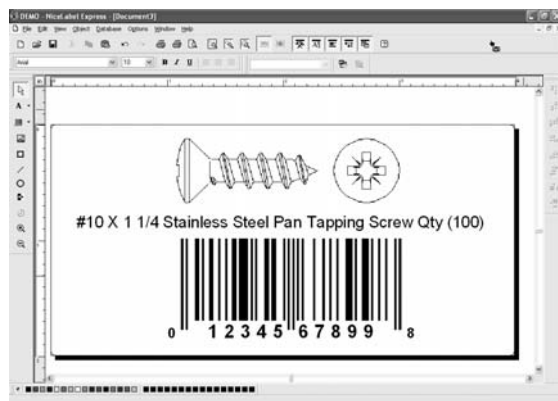 DEMO - NiceLabel Express - [Document3]
File Edit View Object Database Options Window Help
Arial 10 B I U
#10 X 1 1/4 Stainless Steel Pan Tapping Screw Qty (100)
0 12345 67899 8